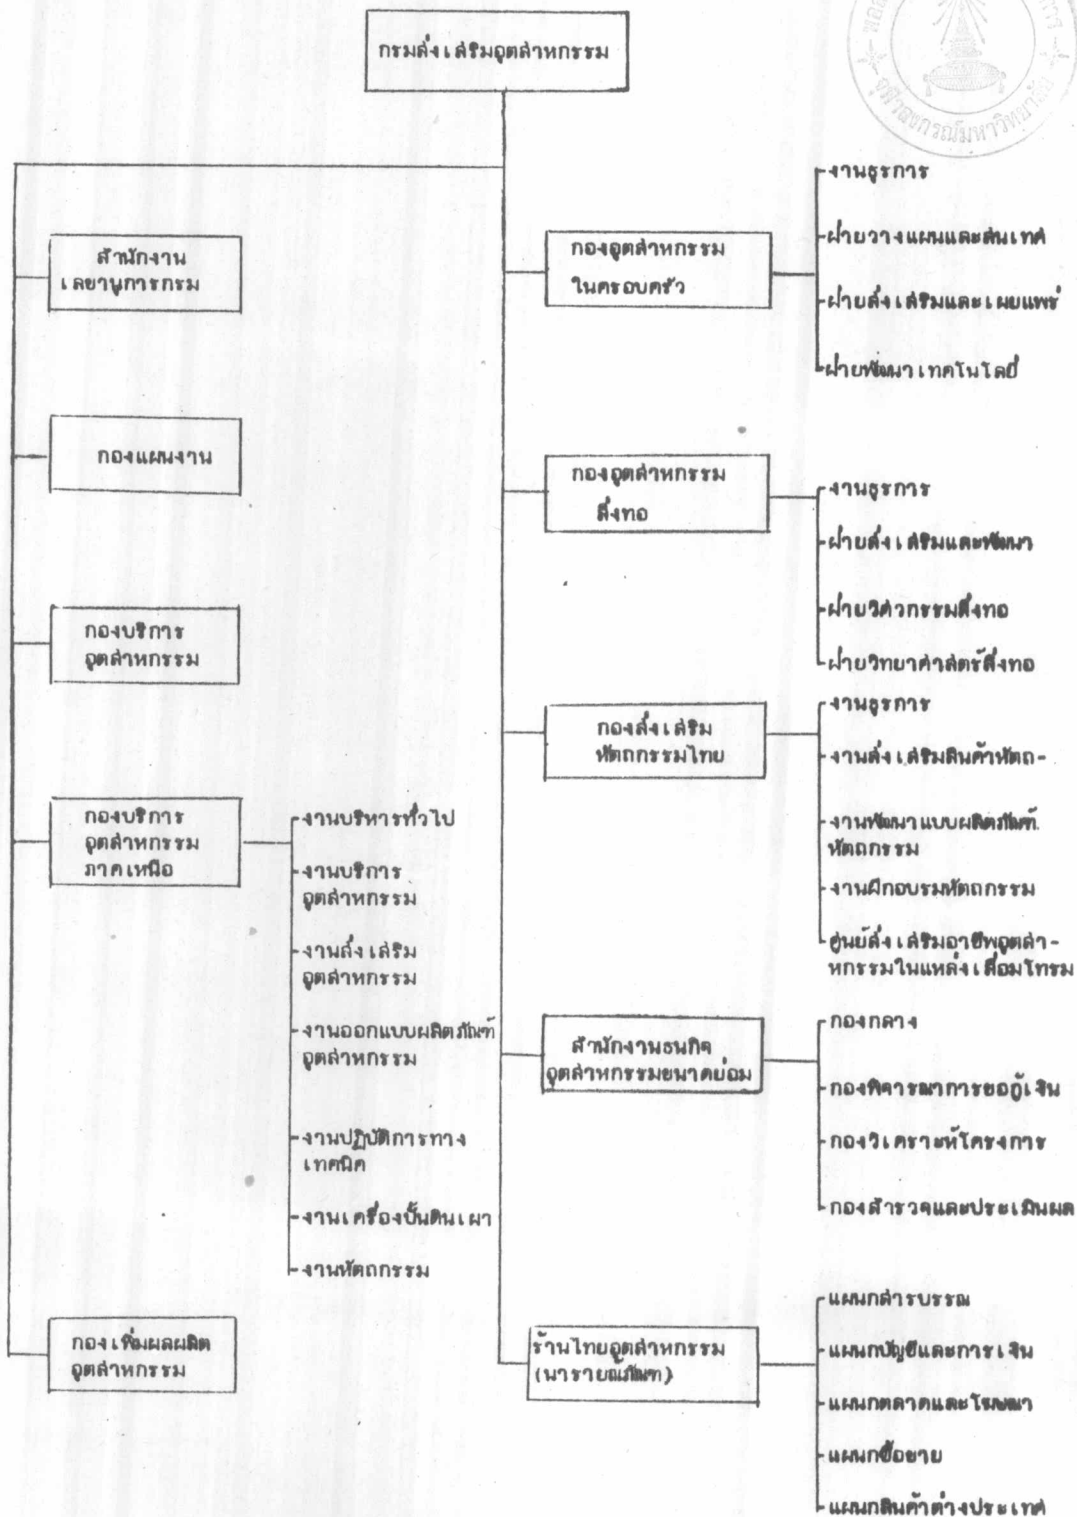 กรมส่งเสริมอุตสาหกรรม
จุฬาลงกรณ์มหาวิทยาลัย
สำนักงาน
เลขานุการกรม
กองแผนงาน
กองบริการ
อุตสาหกรรม
กองบริการ
อุตสาหกรรม
ภาคเหนือ
งานบริหารทั่วไป
งานบริการ
อุตสาหกรรม
งานส่งเสริม
อุตสาหกรรม
งานออกแบบผลิตภัณฑ์
อุตสาหกรรม
งานปฏิบัติการทาง
เทคนิค
งานเครื่องปั้นดินเผา
งานหัตถกรรม
กองเพิ่มผลผลิต
อุตสาหกรรม
กองอุตสาหกรรม
ในครอบครัว
งานธุรการ
ฝ่ายวางแผนและสนเทศ
ฝ่ายส่งเสริมและเผยแพร่
ฝ่ายพัฒนาเทคโนโลยี่
กองอุตสาหกรรม
สิ่งทอ
งานธุรการ
ฝ่ายส่งเสริมและพัฒนา
ฝ่ายวิศวกรรมสิ่งทอ
ฝ่ายวิทยาศาสตร์สิ่งทอ
กองส่งเสริม
หัตถกรรมไทย
งานธุรการ
งานส่งเสริมสินค้าหัตถ-
งานพัฒนาแบบผลิตภัณฑ์
หัตถกรรม
งานฝึกอบรมหัตถกรรม
ศูนย์ส่งเสริมอาชีพอุตสา-
หกรรมในแหล่งเสื่อมโทรม
สำนักงานธนกิจ
อุตสาหกรรมขนาดย่อม
กองกลาง
กองพิจารณาการขอกู้เงิน
กองวิเคราะห์โครงการ
กองสำรวจและประเมินผล
ร้านไทยอุตสาหกรรม
(นารายณ์ภัณฑ์)
แผนกสารบรรณ
แผนกบัญชีและการเงิน
แผนกตลาดและโฆษณา
แผนกซื้อขาย
แผนกสินค้าต่างประเทศ